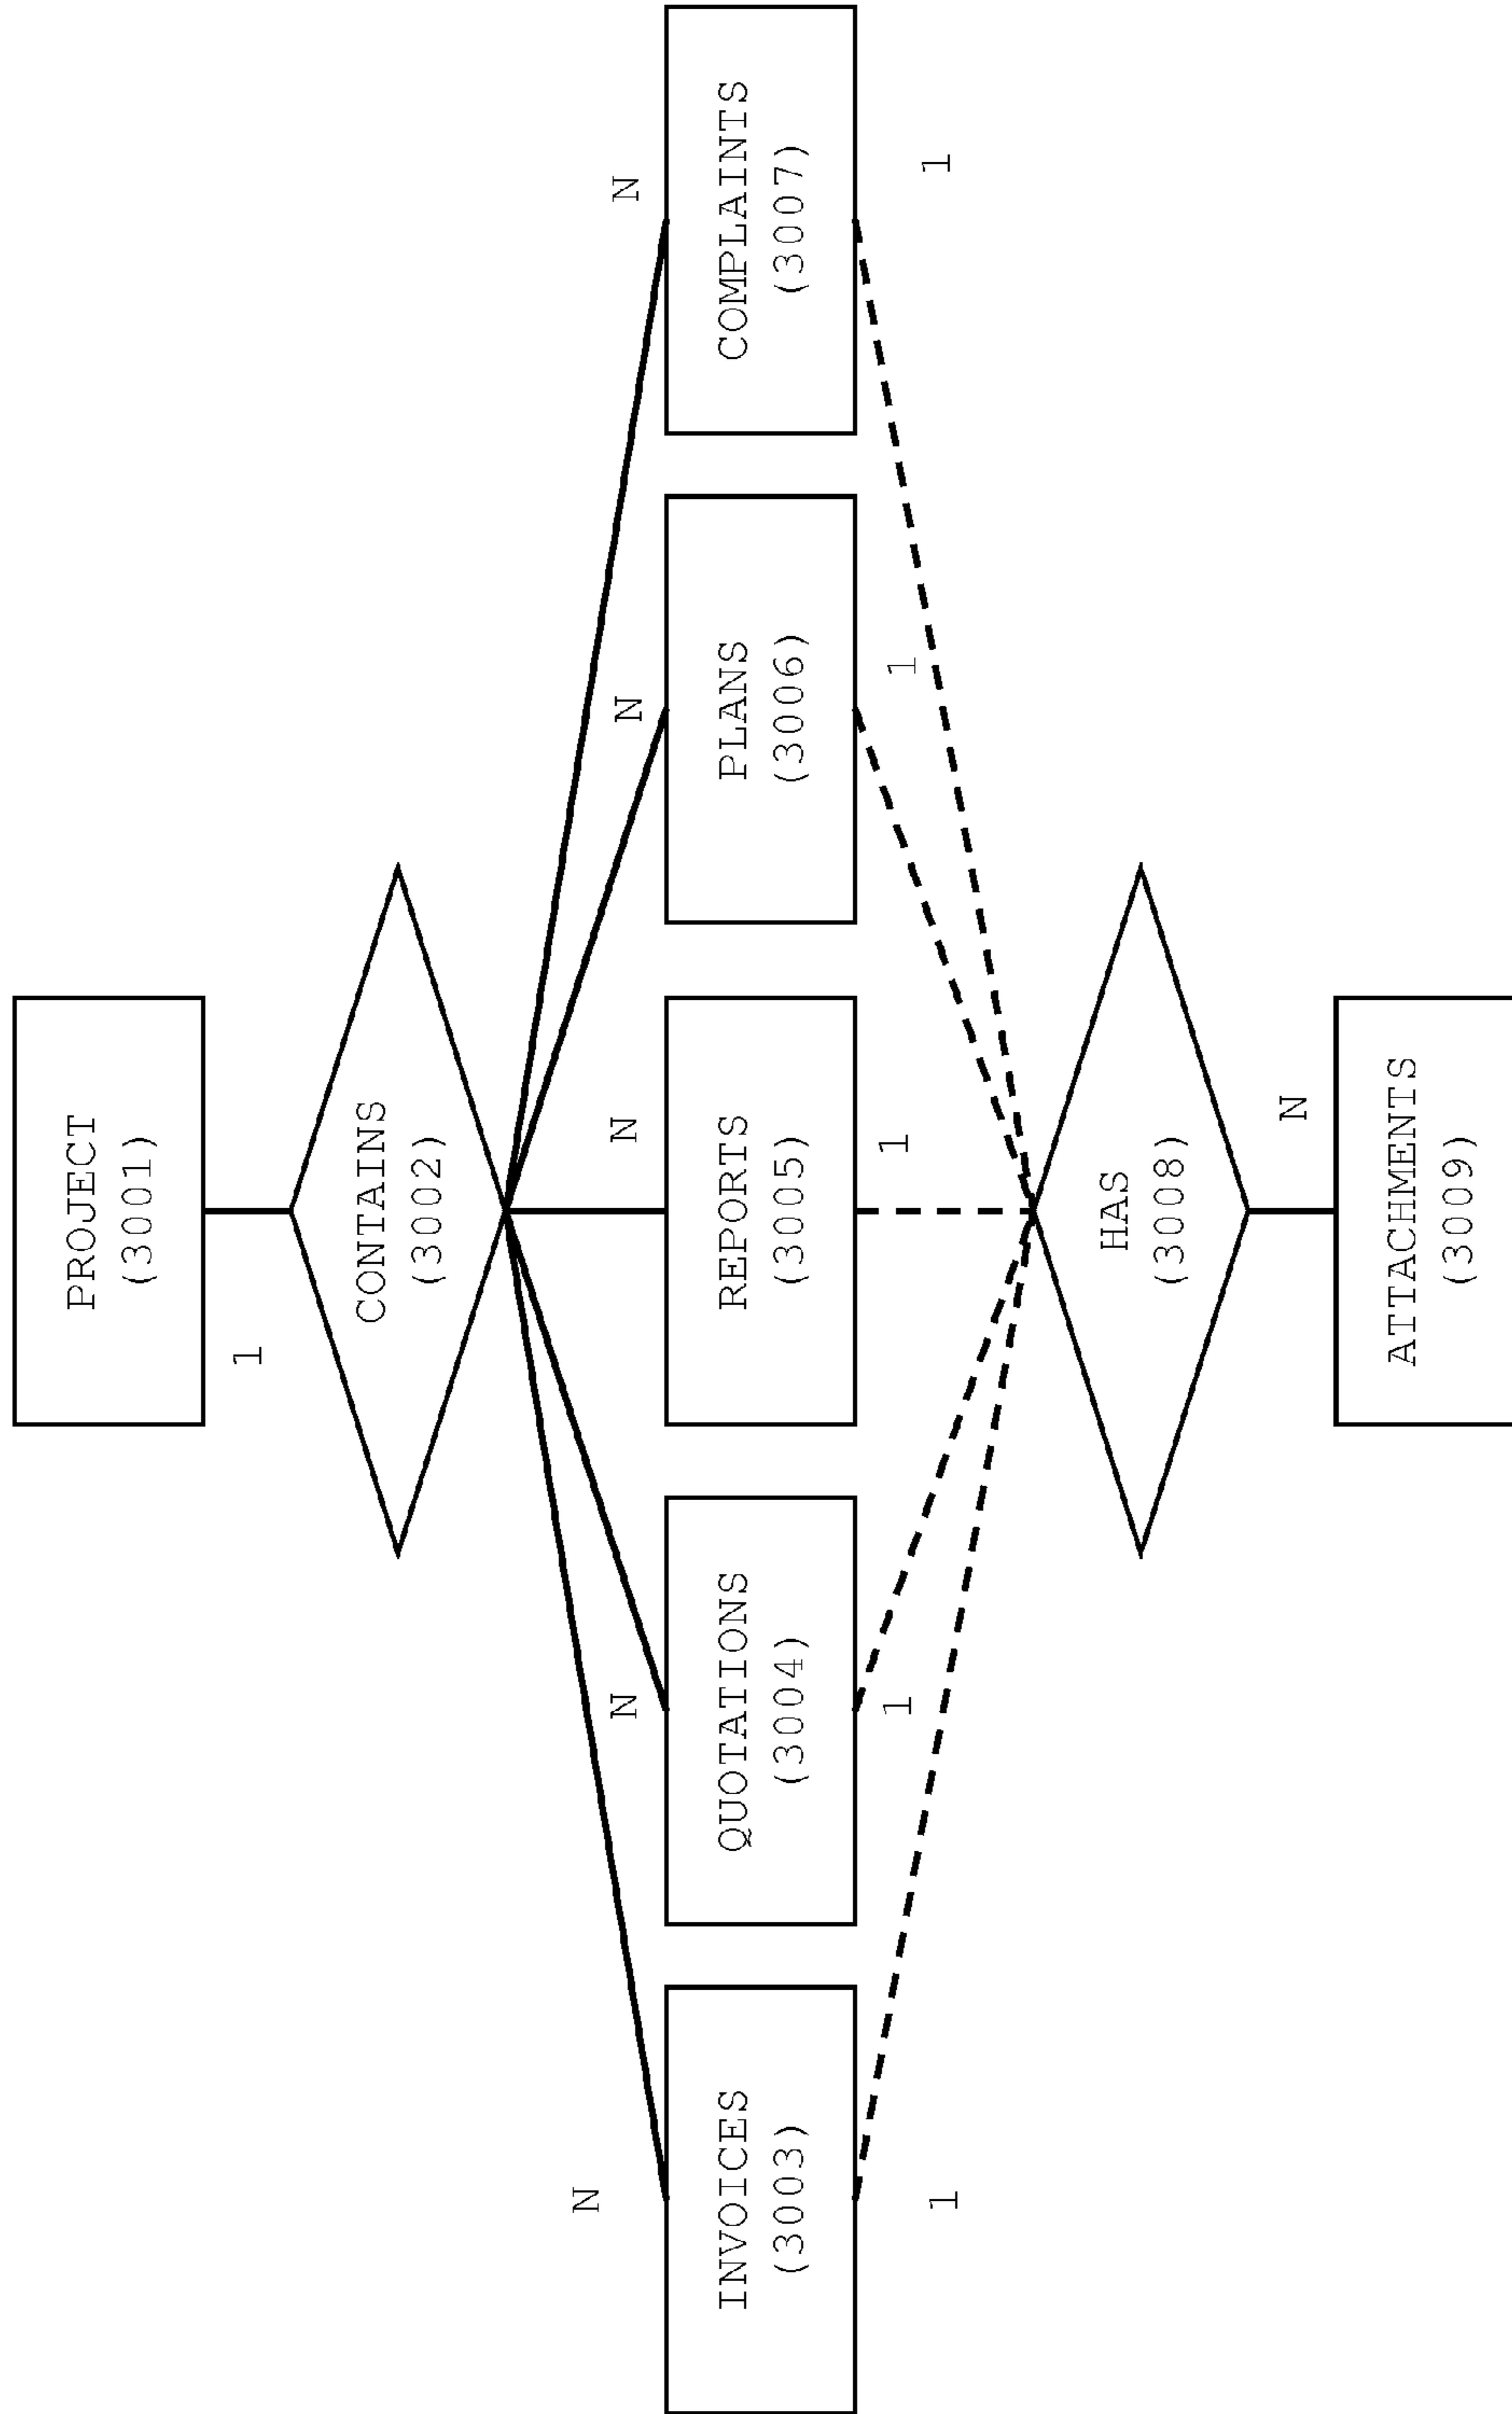 PROJECT
(3001)
1
CONTAINS
(3002)
N
N
N
N
N
INVOICES
(3003)
QUOTATIONS
(3004)
REPORTS
(3005)
PLANS
(3006)
COMPLAINTS
(3007)
1
1
1
1
1
HAS
(3008)
N
ATTACHMENTS
(3009)